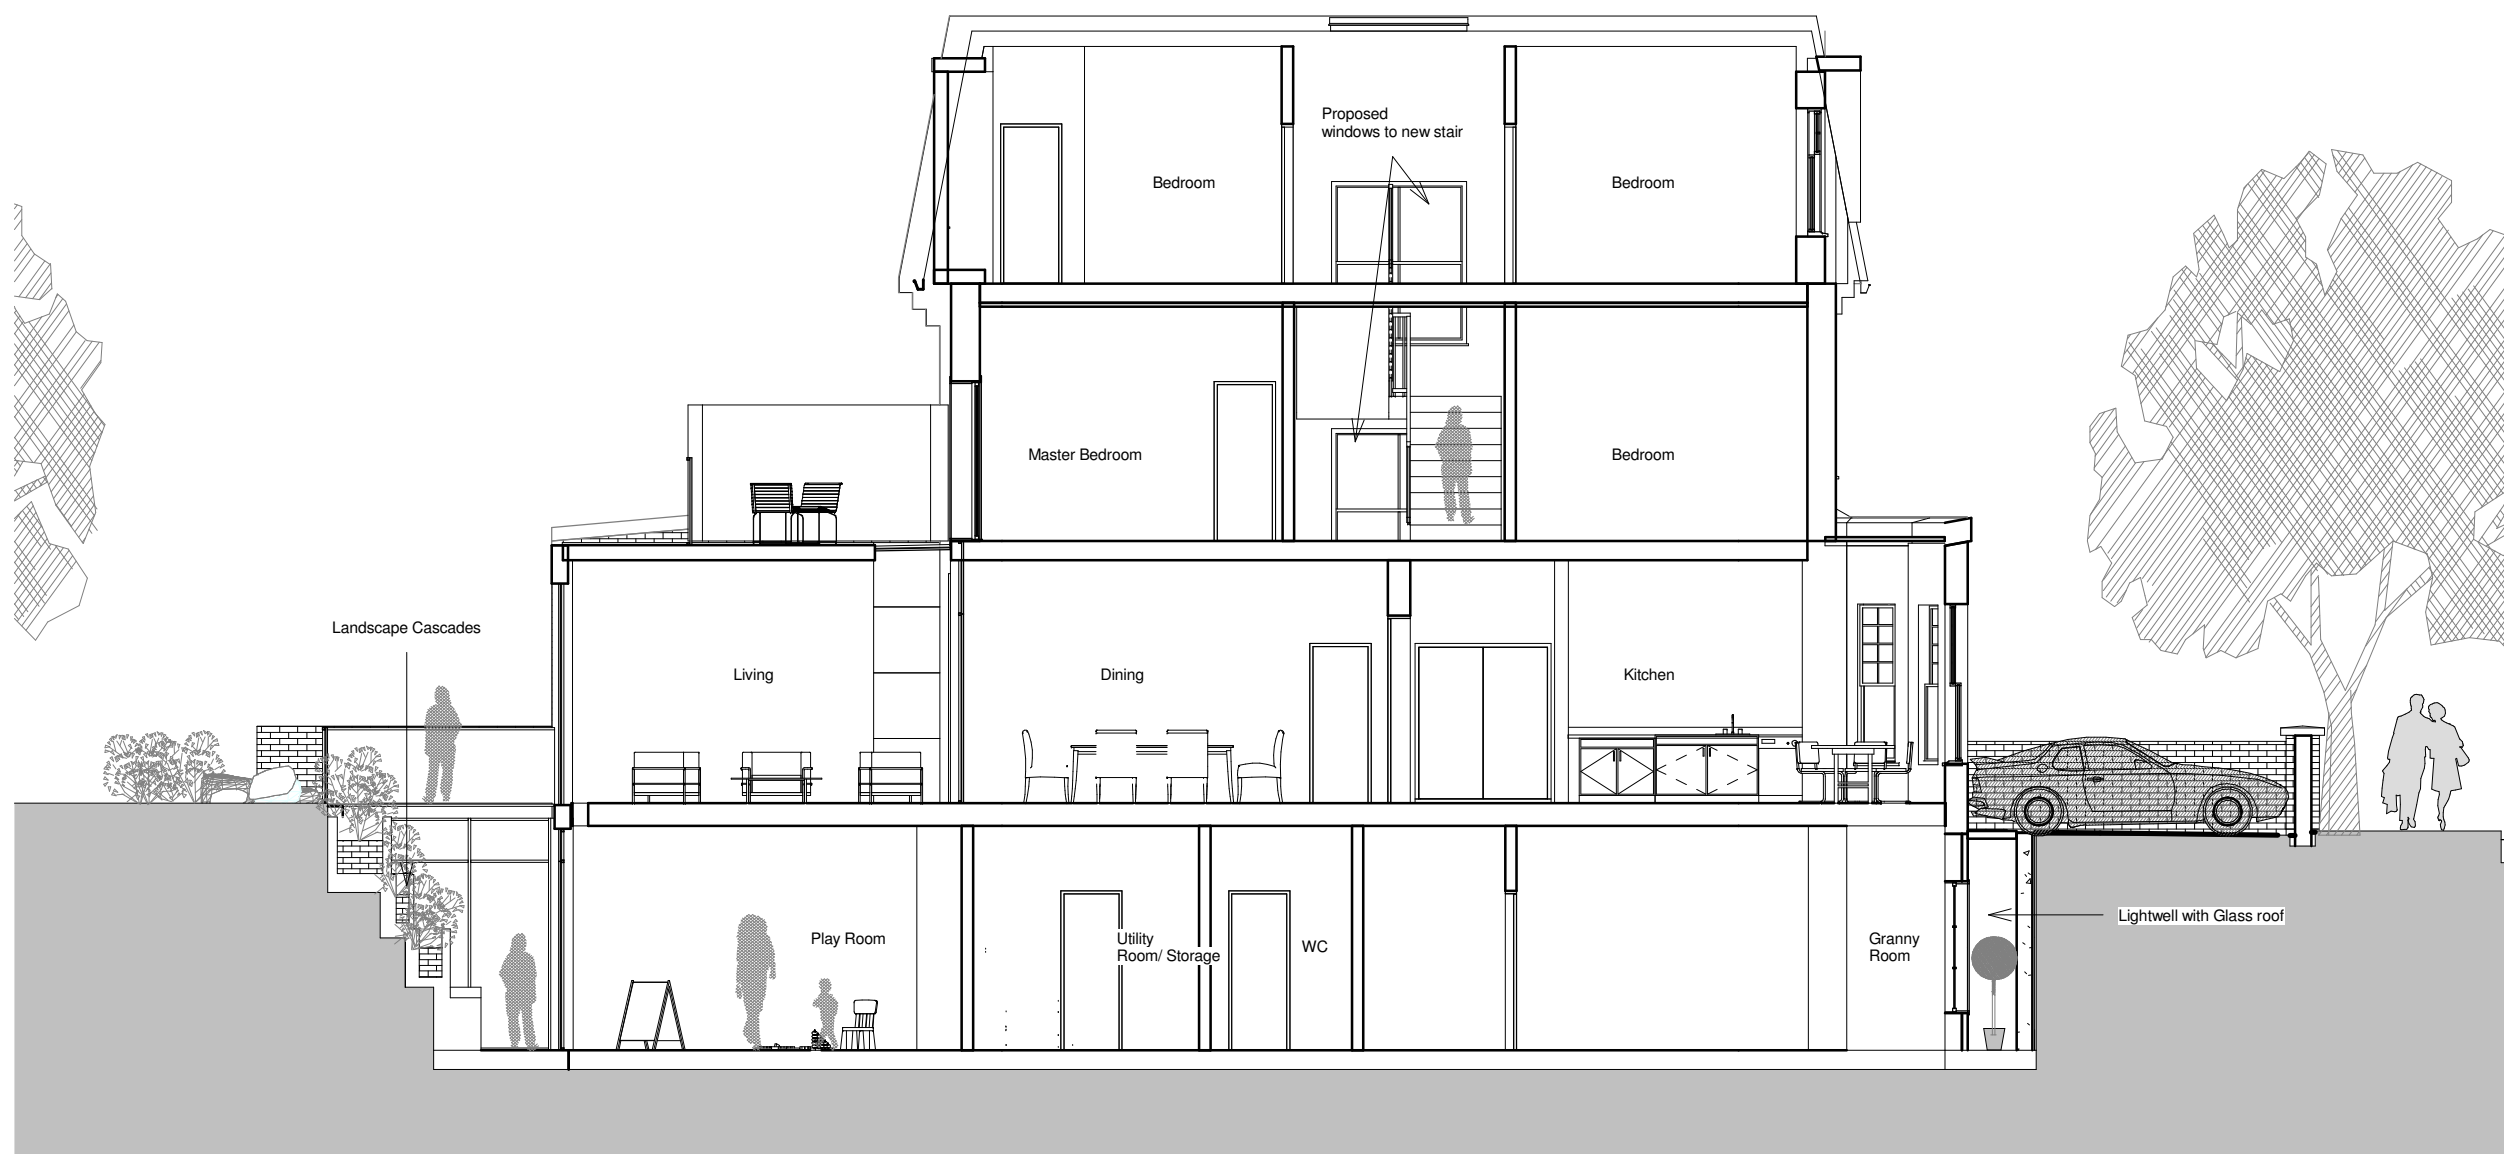 Proposed
windows to new stair
Bedroom
Bedroom
Master Bedroom
Bedroom
Landscape Cascades
Living
Dining
Kitchen
Play Room
Utility
Room/ Storage
WC
Granny
Room
Lightwell with Glass roof